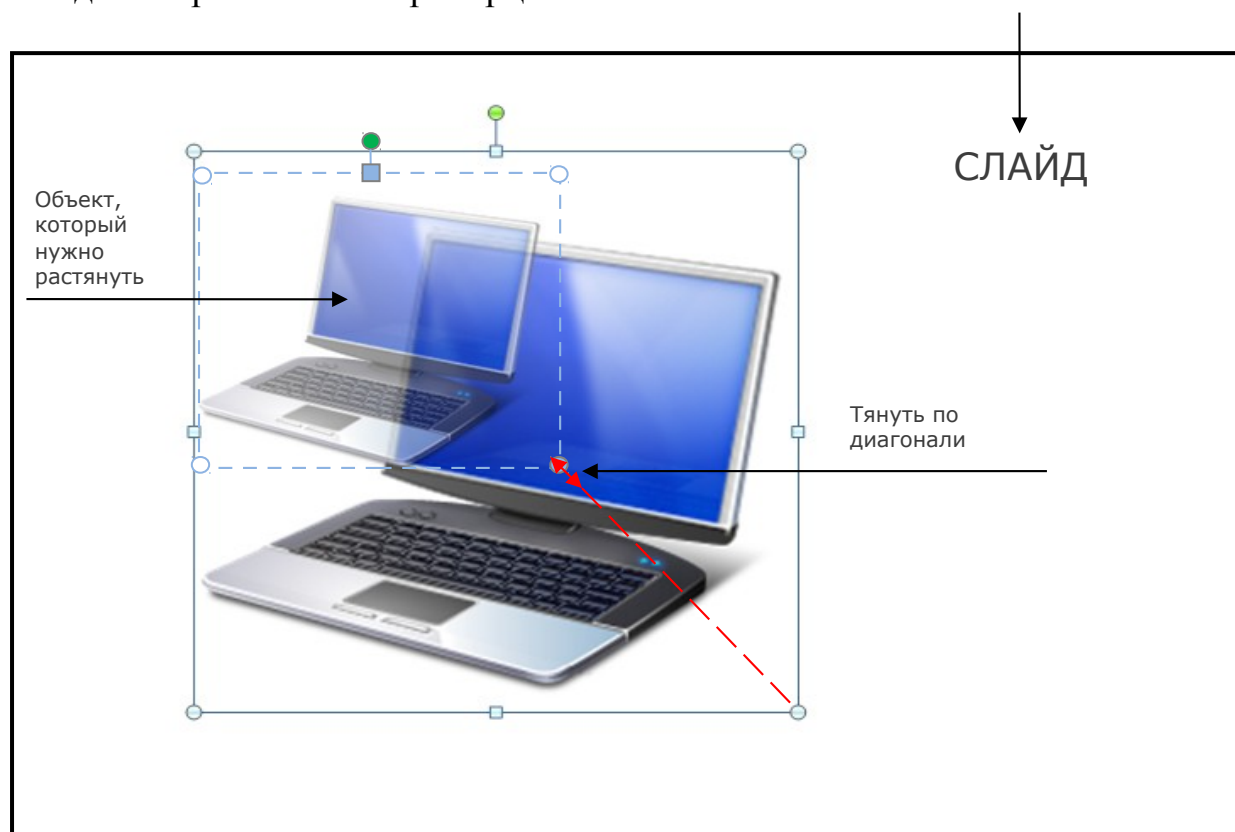 СЛАЙД
Объект,
который
нужно
растянуть
Тянуть по
диагонали